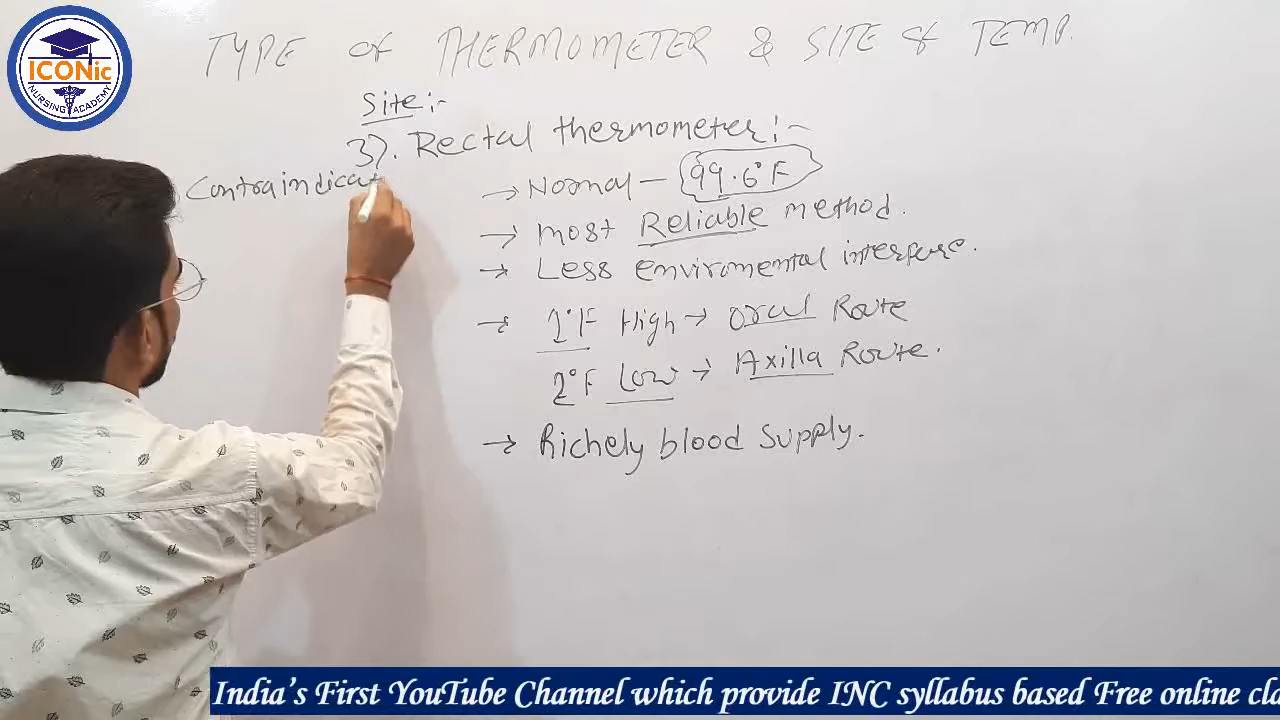 ICONic
NURSING ACADEMY
TYPE OF THERMOMETER & SITE of TEMP.
Site:-
3). Rectal thermometer:-
Contraindicat
→ Normal - 99.6°F
→ most Reliable method.
→ Less enviromental interfare.
→ 1°F High → oral Route
2°F Low → Axilla Route.
→ Richely blood supply.
India's First YouTube Channel which provide INC syllabus based Free online cla